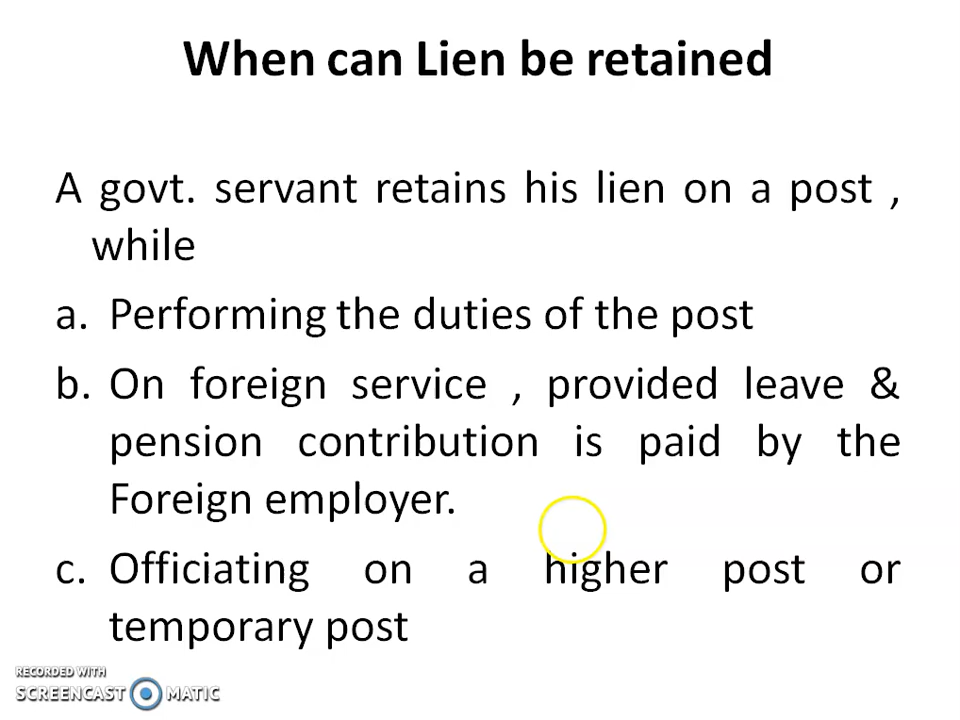 When can Lien be retained
A govt. servant retains his lien on a post ,
while
a. Performing the duties of the post
b. On foreign service , provided leave &
pension contribution is paid by the
Foreign employer.
c. Officiating on a higher post or
temporary post
RECORDED WITH
SCREENCAST MATIC